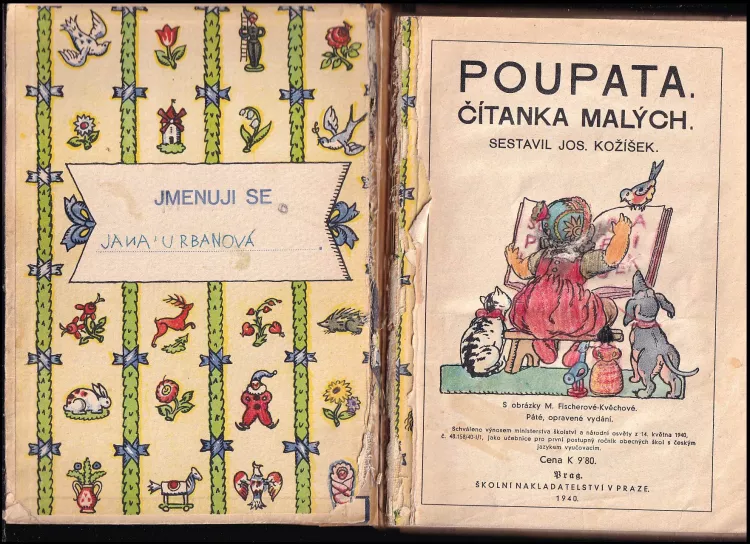 JMENUJI SE
JANA URBANOVÁ
POUPATA.
ČÍTANKA MALÝCH.
SESTAVIL JOS. KOŽÍŠEK.
S obrázky M. Fischerové-Kvěchové.
Páté, opravené vydání.
Schváleno výnosem ministerstva školství a národní osvěty z 14. května 1940,
č. 48.158/40-I/1, jako učebnice pro první postupný ročník obecných škol s českým
jazykem vyučovacím.
Cena K 9'80.
Prag.
ŠKOLNÍ NAKLADATELSTVÍ V PRAZE.
1940.